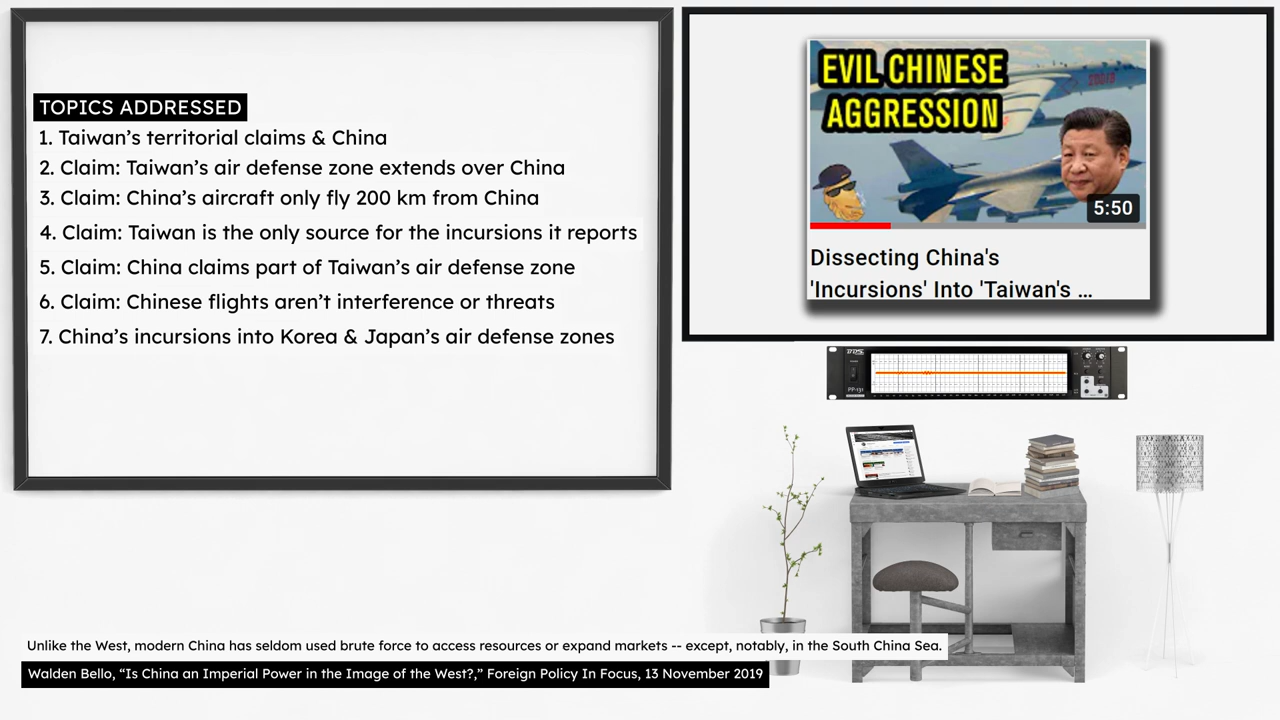 TOPICS ADDRESSED
1. Taiwan’s territorial claims & China
2. Claim: Taiwan’s air defense zone extends over China
3. Claim: China’s aircraft only fly 200 km from China
4. Claim: Taiwan is the only source for the incursions it reports
5. Claim: China claims part of Taiwan’s air defense zone
6. Claim: Chinese flights aren’t interference or threats
7. China’s incursions into Korea & Japan’s air defense zones
EVIL CHINESE
AGGRESSION
5:50
Dissecting China's
'Incursions' Into 'Taiwan's ...
PP-131
Unlike the West, modern China has seldom used brute force to access resources or expand markets -- except, notably, in the South China Sea.
Walden Bello, “Is China an Imperial Power in the Image of the West?,” Foreign Policy In Focus, 13 November 2019